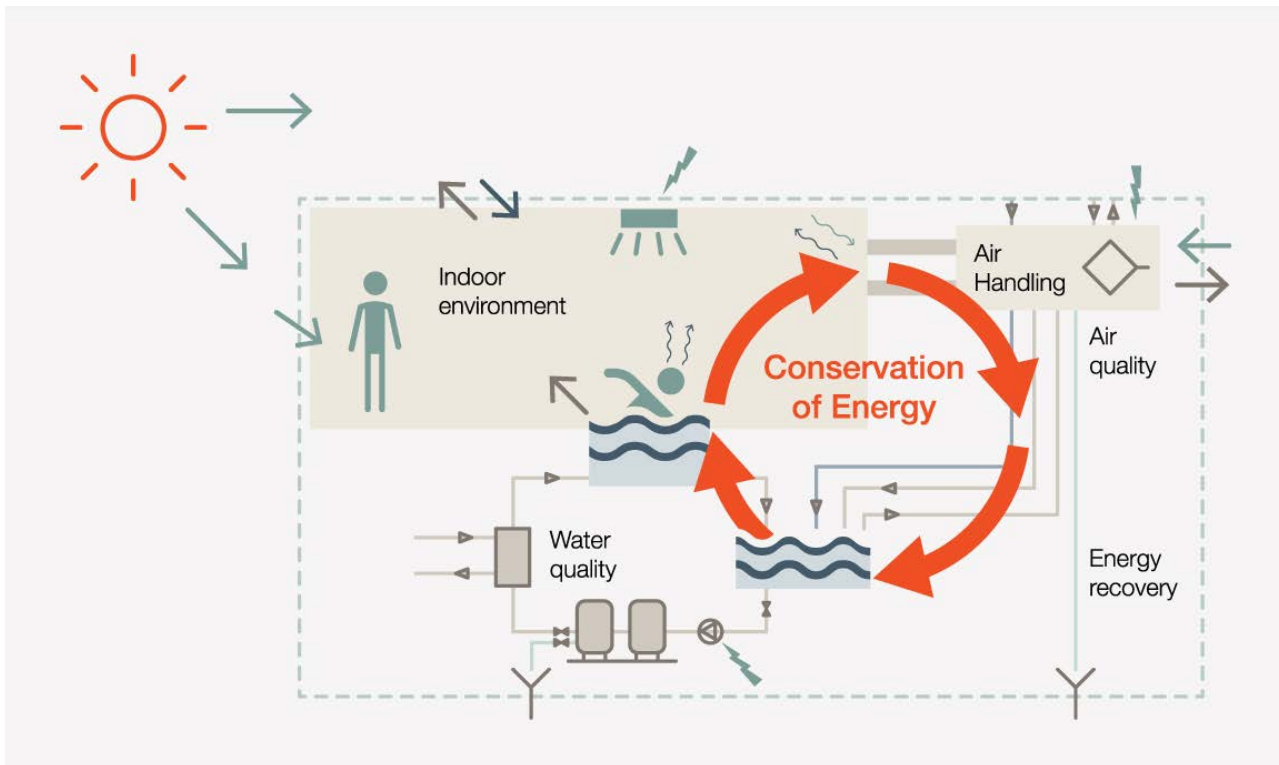 Indoor
environment
Air
Handling
Air
quality
Conservation
of Energy
Water
quality
Energy
recovery